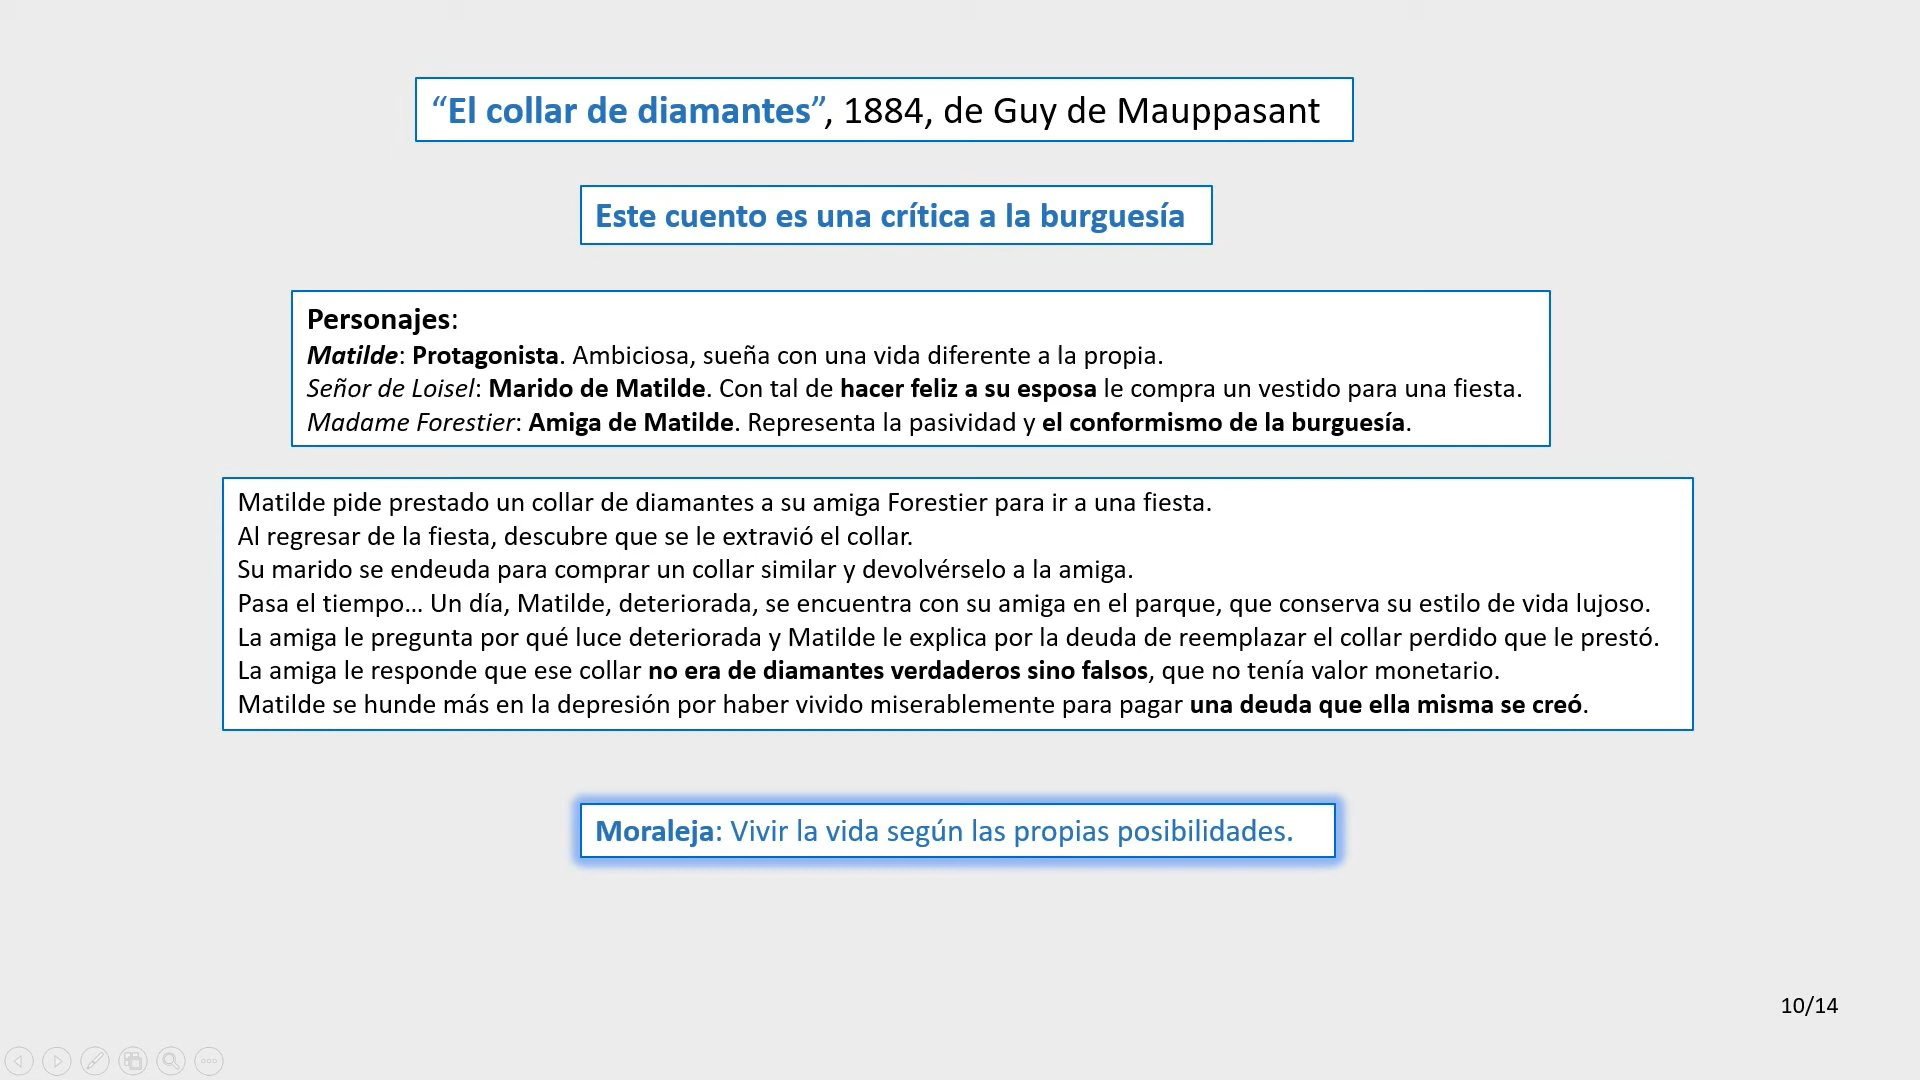 “El collar de diamantes”, 1884, de Guy de Mauppasant
Este cuento es una crítica a la burguesía
Personajes:
Matilde: Protagonista. Ambiciosa, sueña con una vida diferente a la propia.
Señor de Loisel: Marido de Matilde. Con tal de hacer feliz a su esposa le compra un vestido para una fiesta.
Madame Forestier: Amiga de Matilde. Representa la pasividad y el conformismo de la burguesía.
Matilde pide prestado un collar de diamantes a su amiga Forestier para ir a una fiesta.
Al regresar de la fiesta, descubre que se le extravió el collar.
Su marido se endeuda para comprar un collar similar y devolvérselo a la amiga.
Pasa el tiempo… Un día, Matilde, deteriorada, se encuentra con su amiga en el parque, que conserva su estilo de vida lujoso.
La amiga le pregunta por qué luce deteriorada y Matilde le explica por la deuda de reemplazar el collar perdido que le prestó.
La amiga le responde que ese collar no era de diamantes verdaderos sino falsos, que no tenía valor monetario.
Matilde se hunde más en la depresión por haber vivido miserablemente para pagar una deuda que ella misma se creó.
Moraleja: Vivir la vida según las propias posibilidades.
10/14